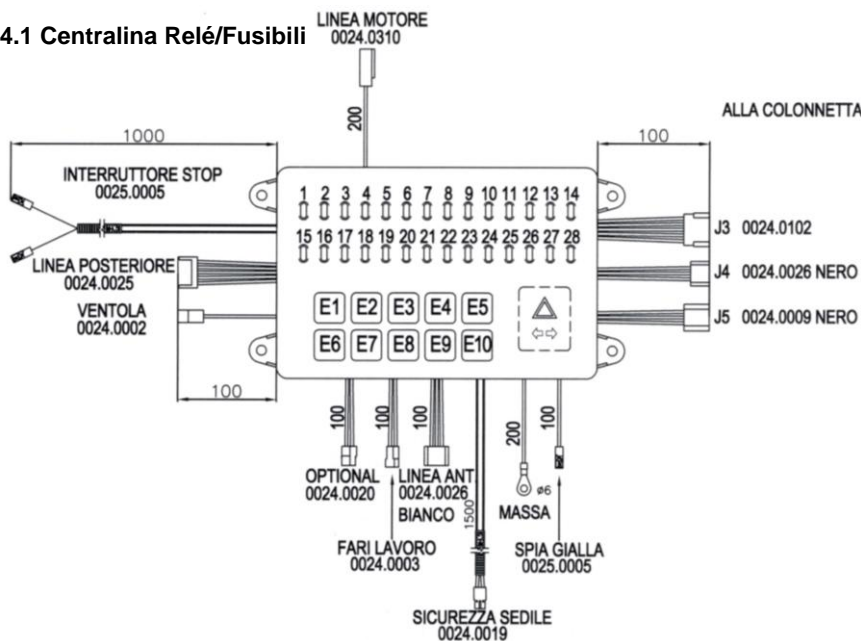 4.1 Centralina Relé/Fusibili
LINEA MOTORE
0024.0310
200
ALLA COLONNETTA
1000
100
INTERRUTTORE STOP
0025.0005
1 2 3 4 5 6 7 8 9 10 11 12 13 14
15 16 17 18 19 20 21 22 23 24 25 26 27 28
J3 0024.0102
LINEA POSTERIORE
0024.0025
J4 0024.0026 NERO
VENTOLA
0024.0002
E1 E2 E3 E4 E5
J5 0024.0009 NERO
E6 E7 E8 E9 E10
100
100
100
100
200
100
OPTIONAL
0024.0020
LINEA ANT.
0024.0026
BIANCO
ø6
MASSA
1500
FARI LAVORO
0024.0003
SPIA GIALLA
0025.0005
SICUREZZA SEDILE
0024.0019